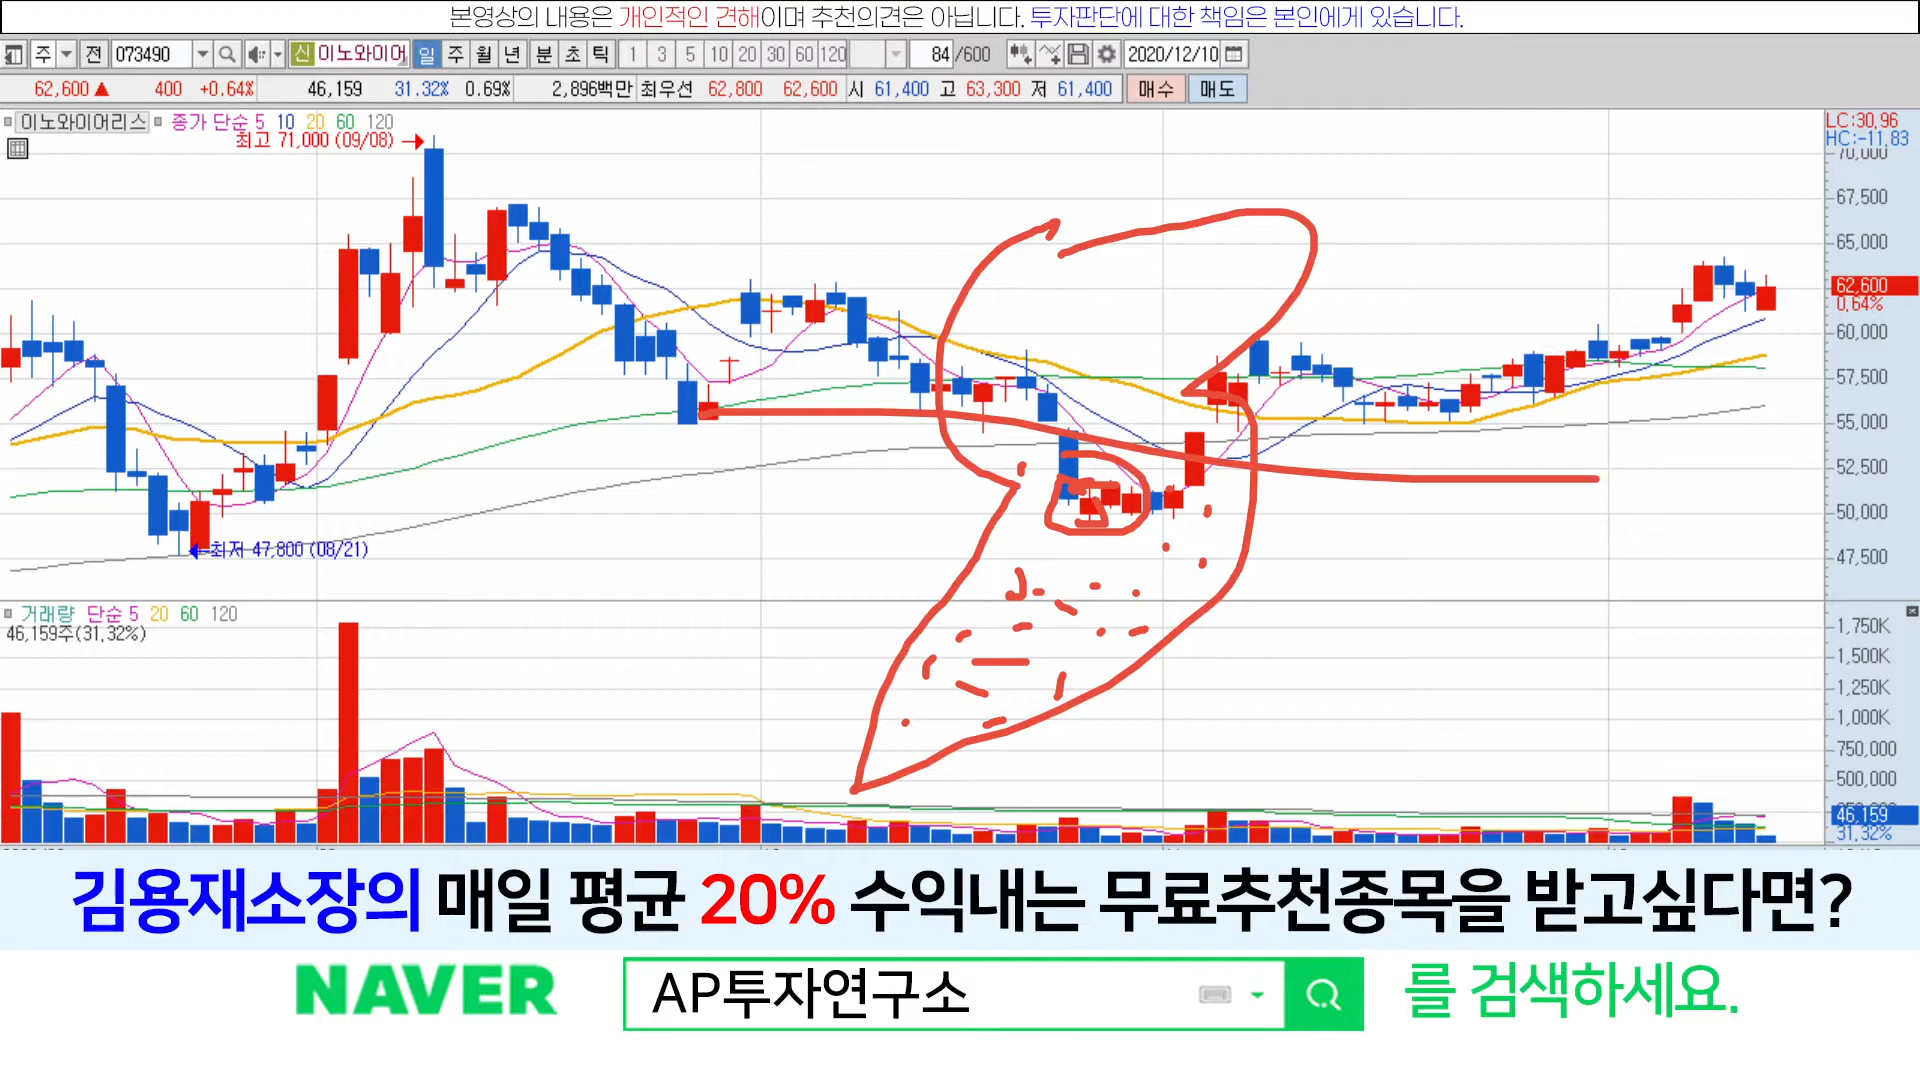 본영상의 내용은 개인적인 견해이며 추천의견은 아닙니다. 투자판단에 대한 책임은 본인에게 있습니다.
주 전 073490 신 이노와이어 일 주 월 년 분 초 틱 1 3 5 10 20 30 60 120 84 /600 2020/12/10
62,600 ▲ 400 +0.64% 46,159 31.32% 0.69% 2,896백만 최우선 62,800 62,600 시 61,400 고 63,300 저 61,400 매수 매도
이노와이어리스 종가 단순 5 10 20 60 120
LC:30.96
HC:-11.83
최고 71,000 (09/08)
70,000
67,500
65,000
62,600
0.64%
60,000
57,500
55,000
52,500
50,000
최저 47,800 (08/21)
47,500
거래량 단순 5 20 60 120
46,159주(31.32%)
1,750K
1,500K
1,250K
1,000K
750,000
500,000
46,159
31.32%
김용재소장의 매일 평균 20% 수익내는 무료추천종목을 받고싶다면?
NAVER AP투자연구소 를 검색하세요.